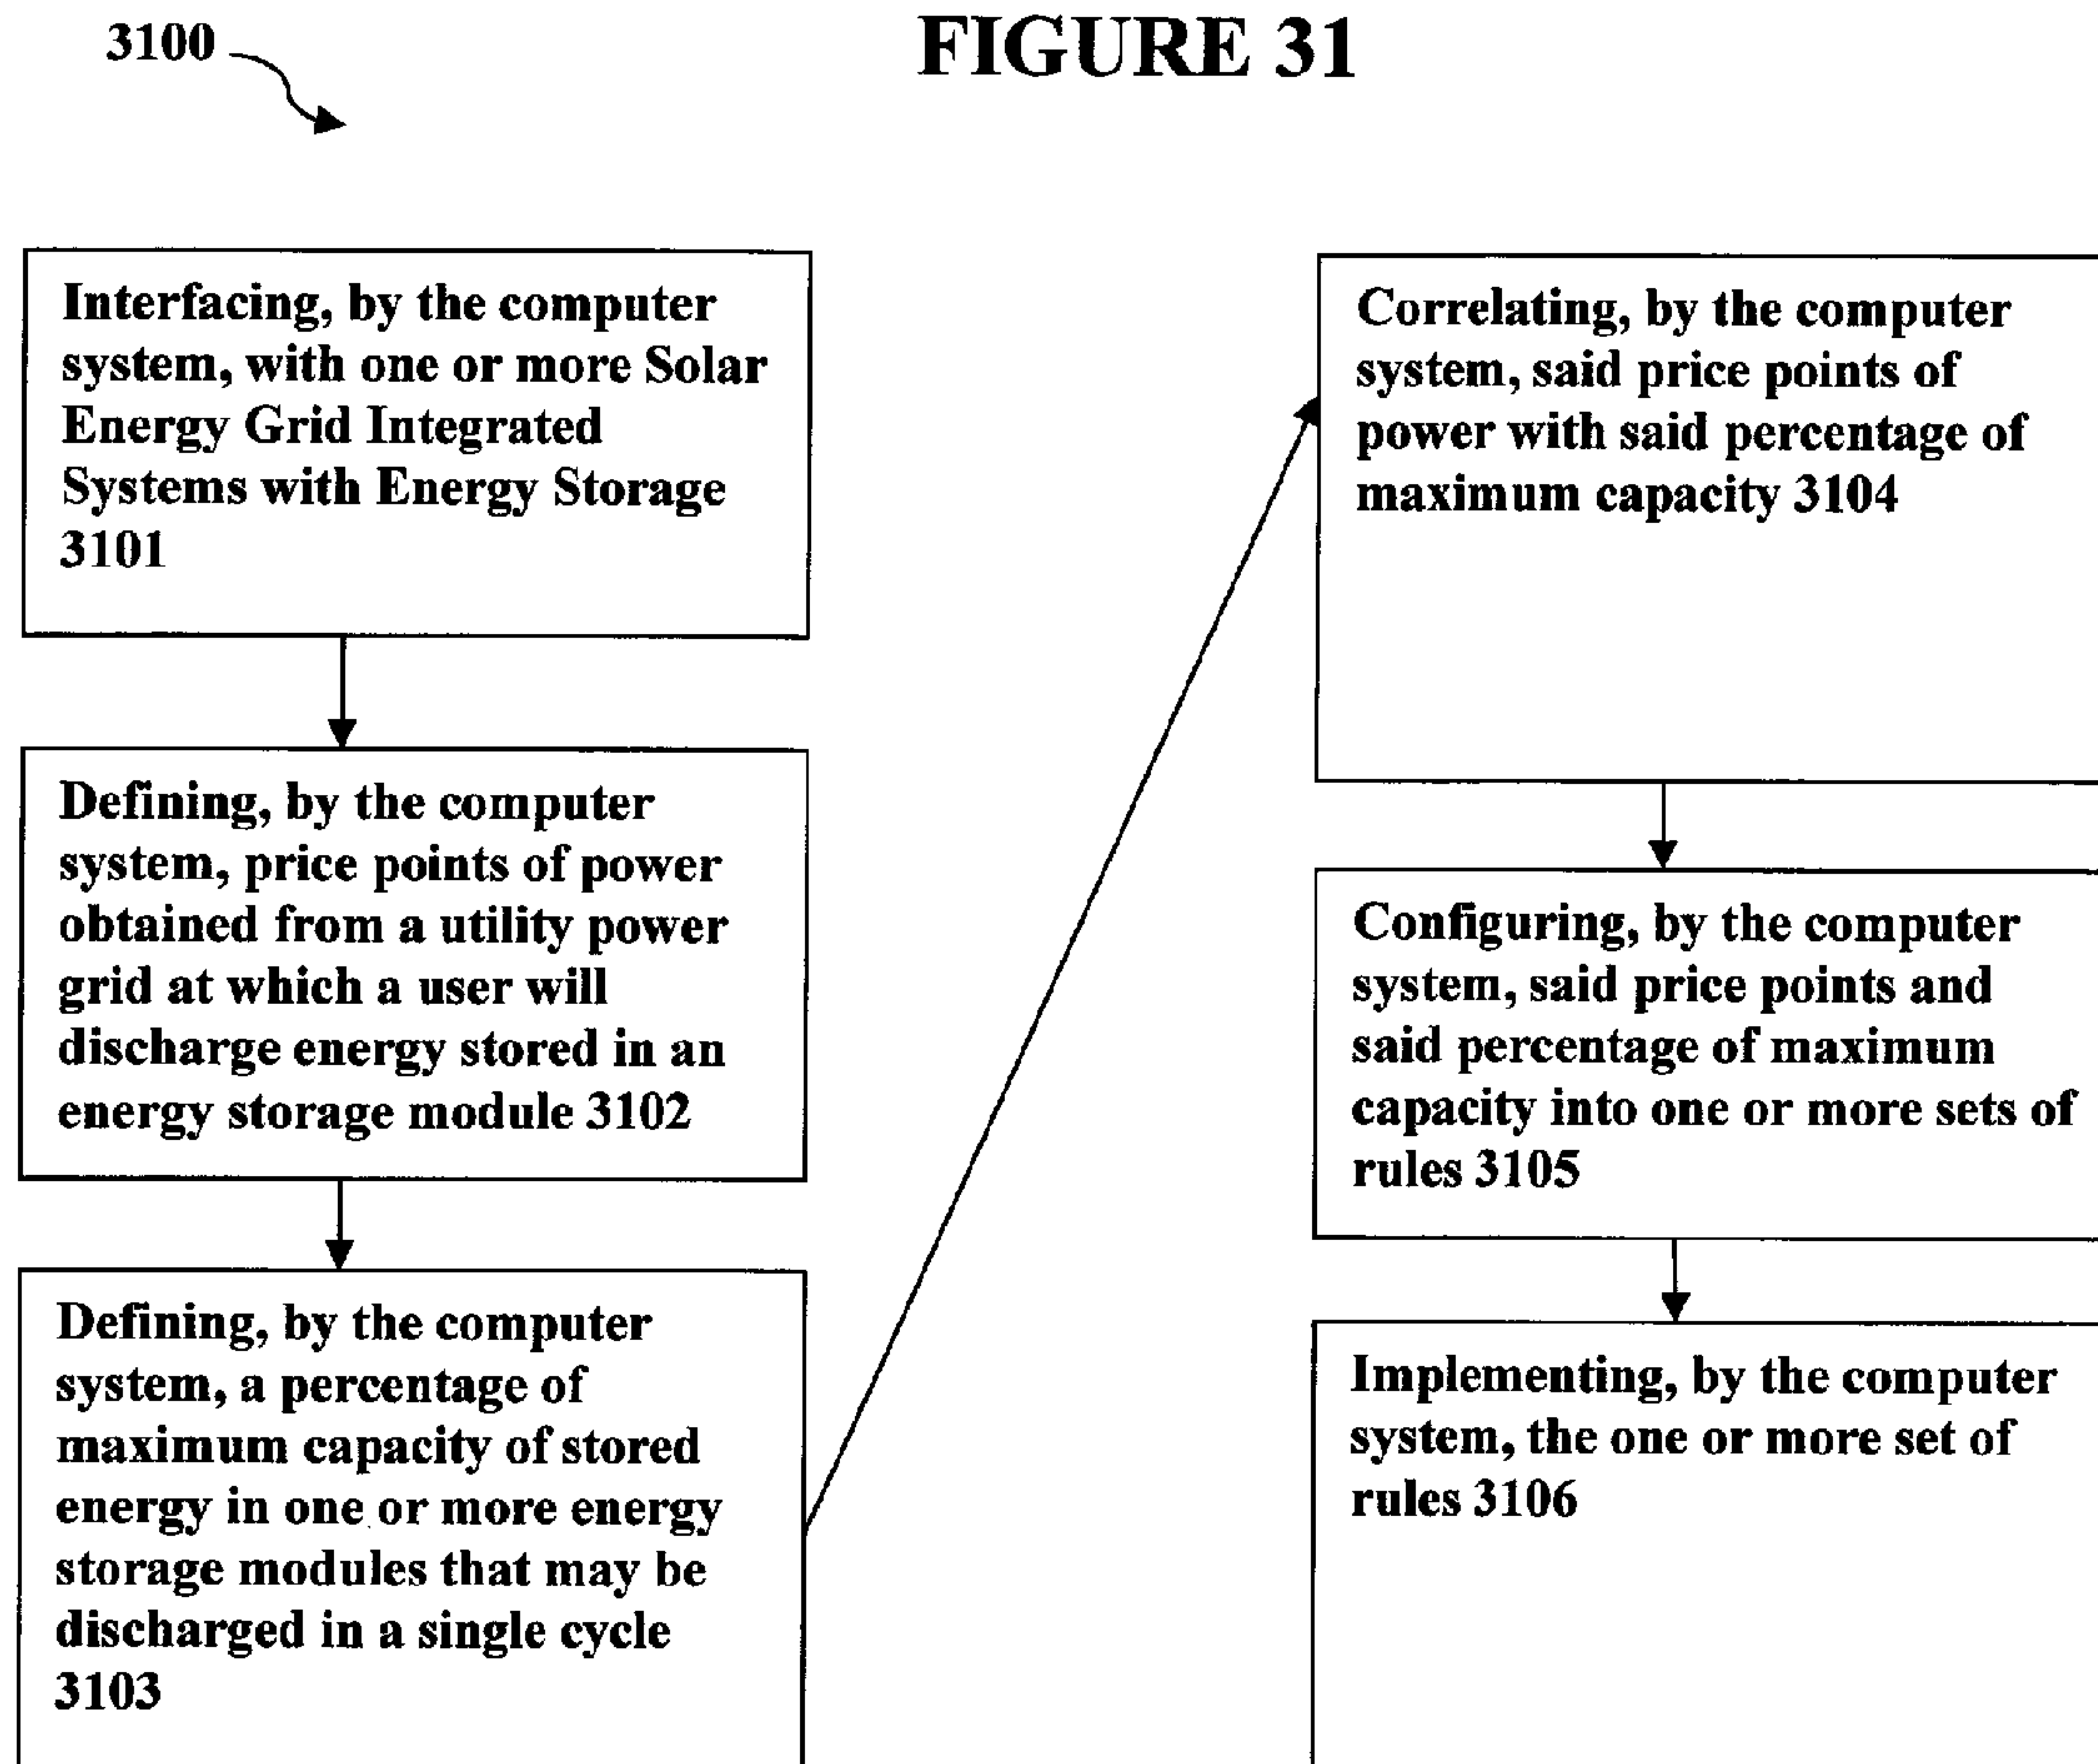 3100
FIGURE 31
Interfacing, by the computer
system, with one or more Solar
Energy Grid Integrated
Systems with Energy Storage
3101
Defining, by the computer
system, price points of power
obtained from a utility power
grid at which a user will
discharge energy stored in an
energy storage module 3102
Defining, by the computer
system, a percentage of
maximum capacity of stored
energy in one or more energy
storage modules that may be
discharged in a single cycle
3103
Correlating, by the computer
system, said price points of
power with said percentage of
maximum capacity 3104
Configuring, by the computer
system, said price points and
said percentage of maximum
capacity into one or more sets of
rules 3105
Implementing, by the computer
system, the one or more set of
rules 3106